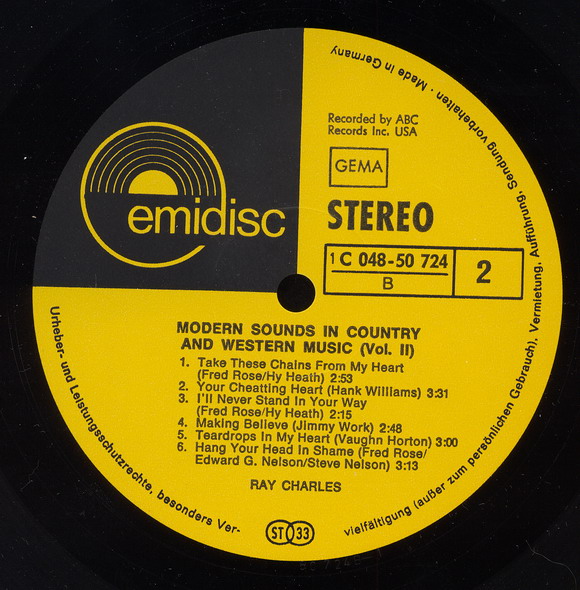 Recorded by ABC
Records Inc. USA
GEMA
emidisc
STEREO
1C 048-50 724
B
2
MODERN SOUNDS IN COUNTRY
AND WESTERN MUSIC (Vol. II)
1. Take These Chains From My Heart
(Fred Rose/Hy Heath) 2:53
2. Your Cheatting Heart (Hank Williams) 3:31
3. I'll Never Stand In Your Way
(Fred Rose/Hy Heath) 2:15
4. Making Believe (Jimmy Work) 2:48
5. Teardrops In My Heart (Vaughn Horton) 3:00
6. Hang Your Head In Shame (Fred Rose/
Edward G. Nelson/Steve Nelson) 3:13
RAY CHARLES
ST 33
Urheber- und Leistungsschutzrechte, besonders Ver-
vielfältigung (außer zum persönlichen Gebrauch), Vermietung, Aufführung, Sendung vorbehalten · Made in Germany